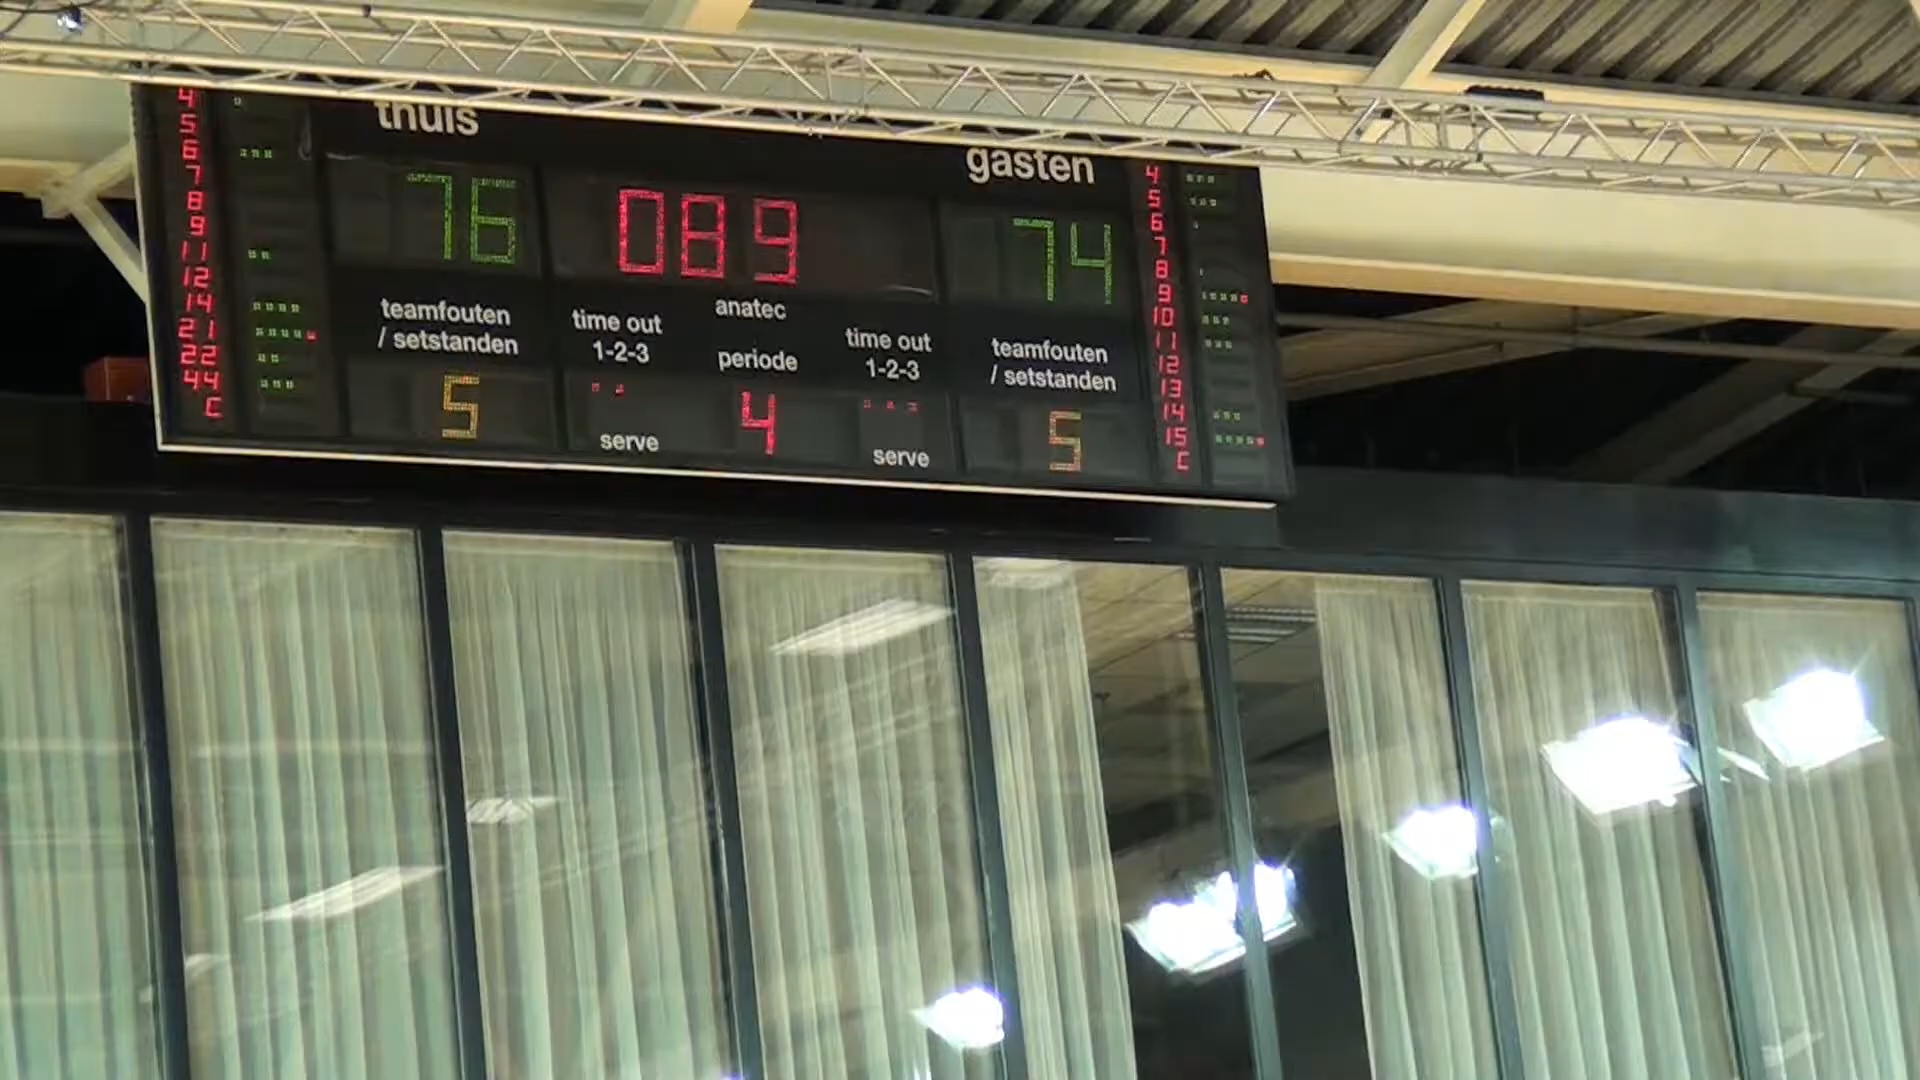 thuis
gasten
76
089
74
anatec
teamfouten
/ setstanden
time out
1-2-3
periode
time out
1-2-3
teamfouten
/ setstanden
5
4
5
serve
serve
4
5
6
7
8
9
11
12
14
21
22
44
C
4
5
6
7
8
9
10
11
12
13
14
15
C